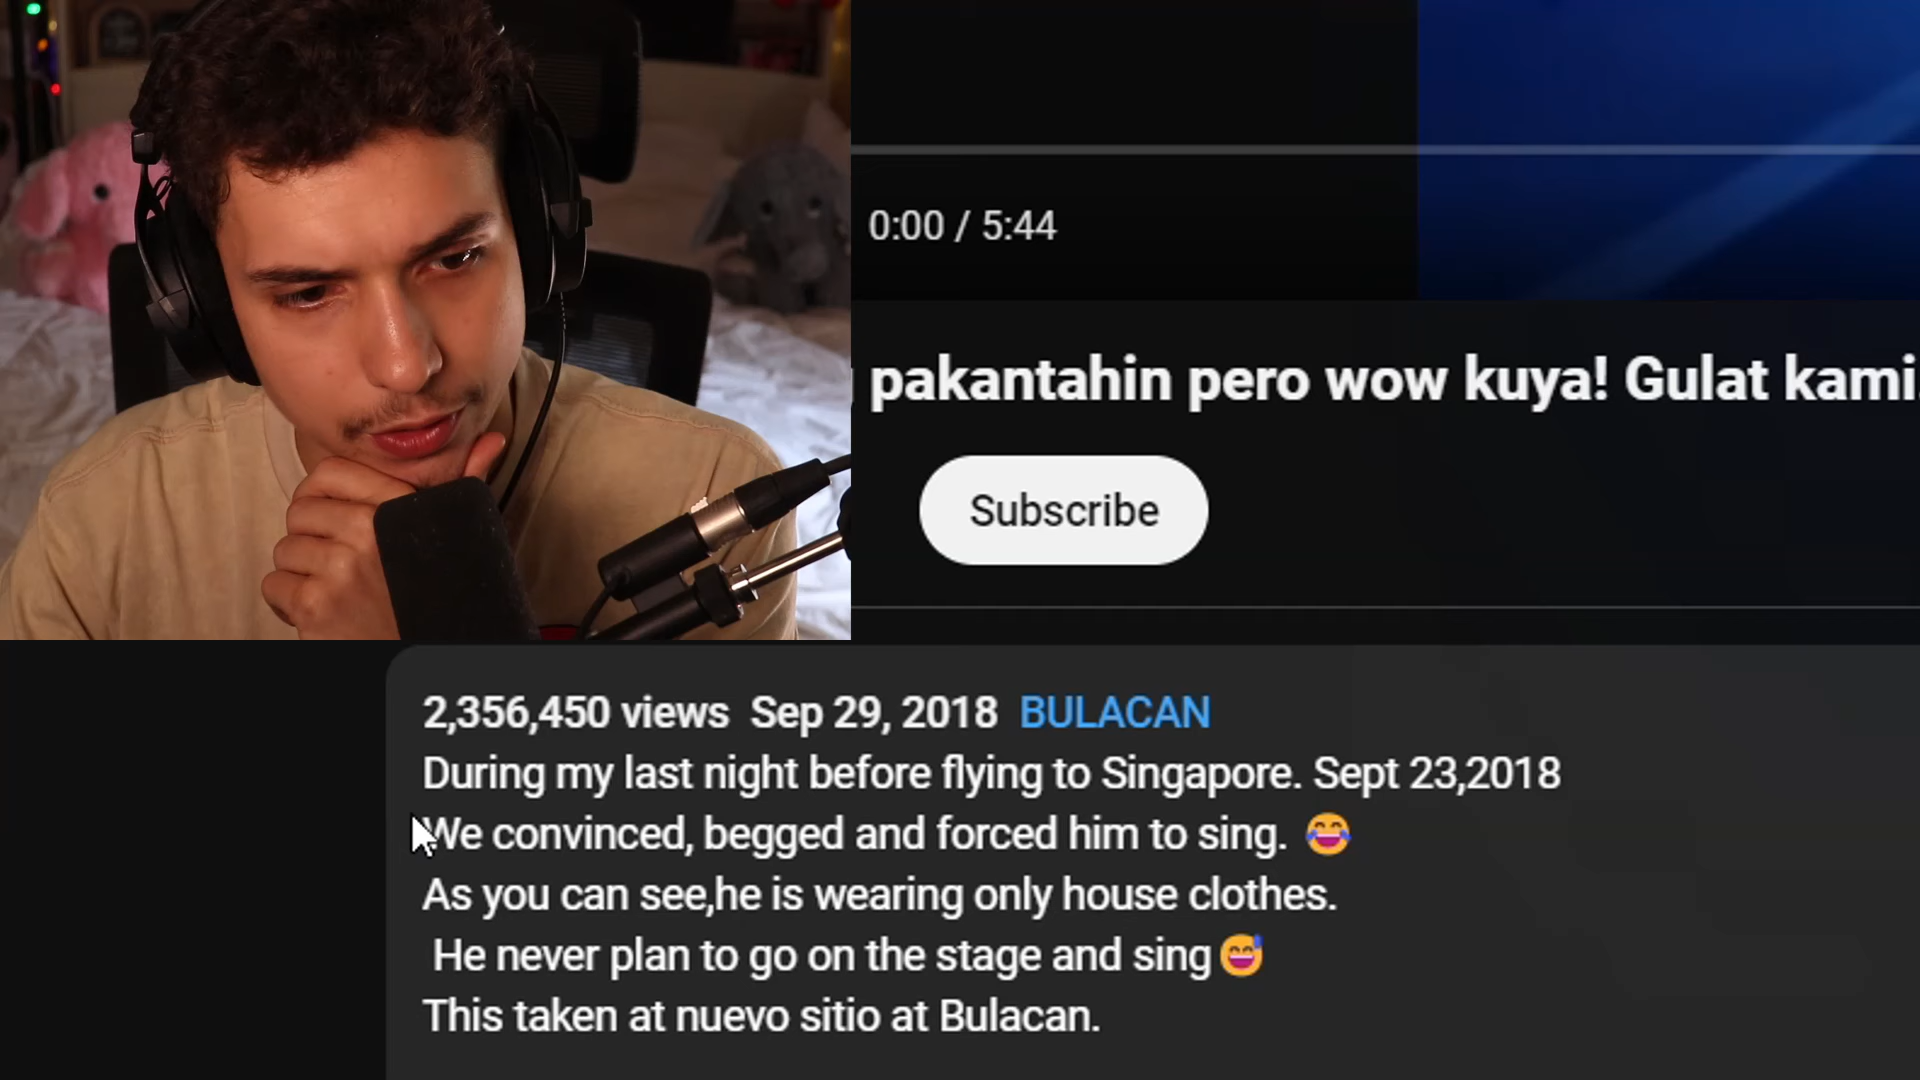 0:00 / 5:44
pakantahin pero wow kuya! Gulat kami
Subscribe
2,356,450 views Sep 29, 2018 BULACAN
During my last night before flying to Singapore. Sept 23,2018
We convinced, begged and forced him to sing. 😂
As you can see,he is wearing only house clothes.
He never plan to go on the stage and sing😅
This taken at nuevo sitio at Bulacan.